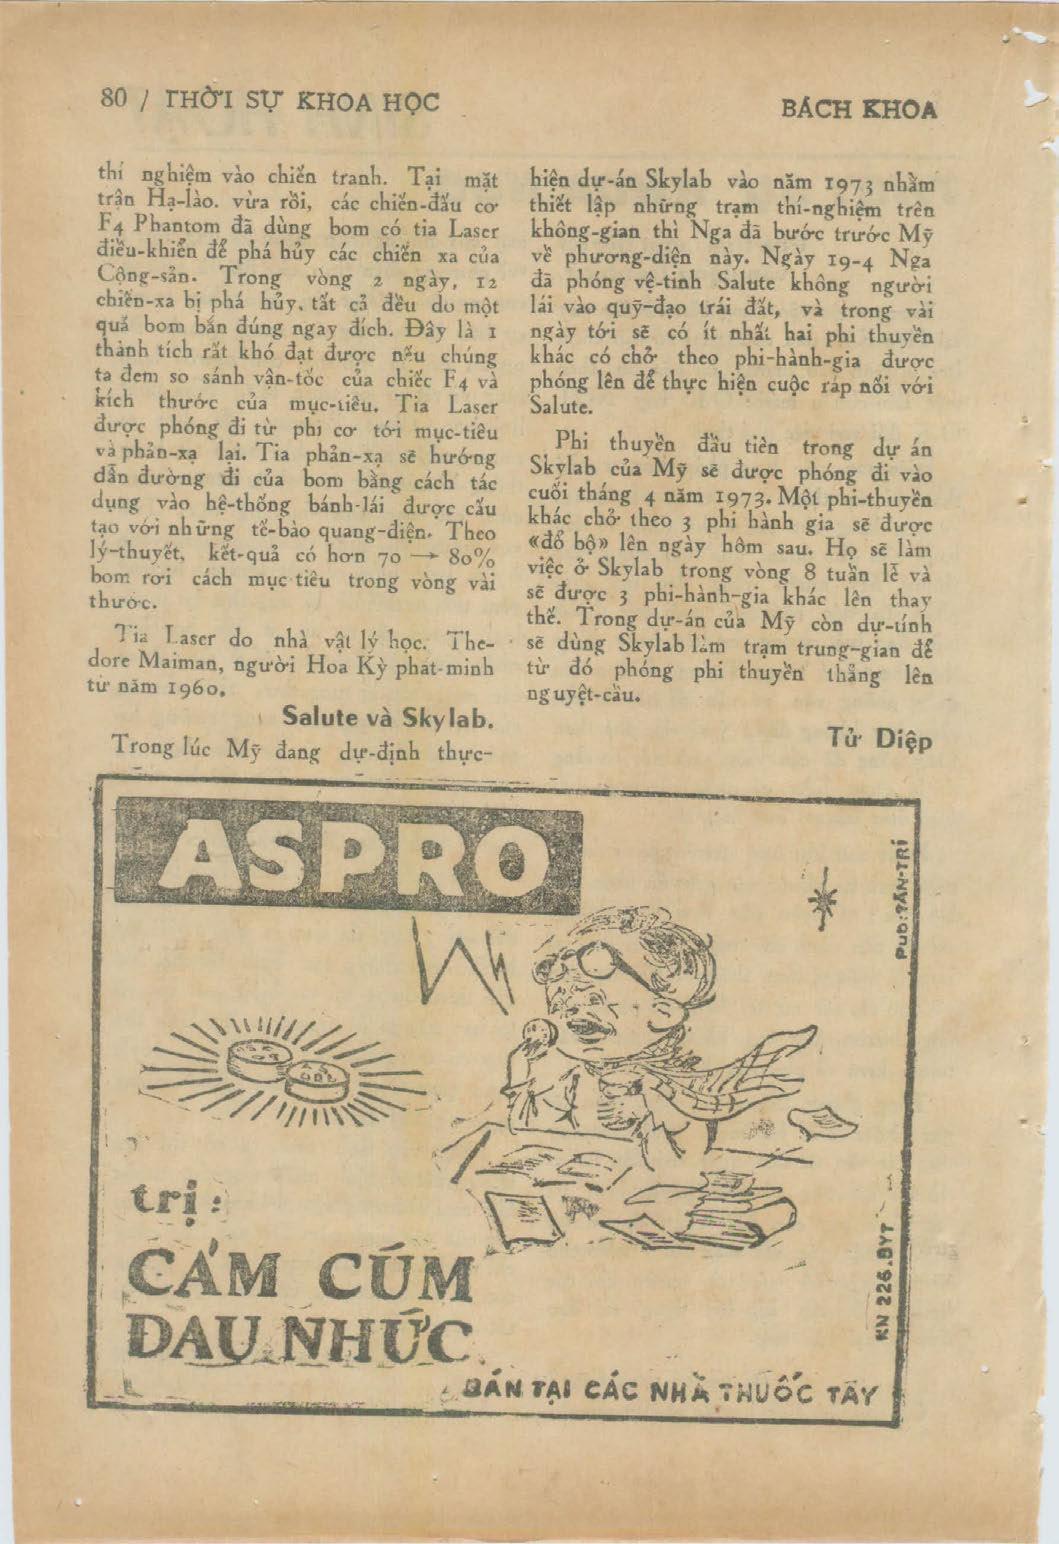 80 / THỜI SỰ KHOA HỌC
BÁCH KHOA
thí nghiệm vào chiến tranh. Tại mặt
trận Hạ-lào. vừa rồi, các chiến-đấu cơ
F4 Phantom đã dùng bom có tia Laser
điều-khiển để phá hủy các chiến xa của
Cộng-sản. Trong vòng 2 ngày, 12
chiến-xa bị phá hủy, tất cả đều do một
quả bom bắn đúng ngay đích. Đây là 1
thành tích rất khó đạt được nếu chúng
ta đem so sánh vận-tốc của chiếc F4 và
kích thước của mục-tiêu. Tia Laser
được phóng đi từ phi cơ tới mục-tiêu
và phản-xạ lại. Tia phản-xạ sẽ hướng
dẫn đường đi của bom bằng cách tác
dụng vào hệ-thống bánh-lái được cấu
tạo với những tế-bào quang-điện. Theo
lý-thuyết, kết-quả có hơn 70 → 80%
bom rơi cách mục tiêu trong vòng vài
thước.
Tia Laser do nhà vật lý học. The-
dore Maiman, người Hoa Kỳ phát-minh
từ năm 1960.
Salute và Skylab.
Trong lúc Mỹ đang dự-định thực-
hiện dự-án Skylab vào năm 1973 nhằm
thiết lập những trạm thí-nghiệm trên
không-gian thì Nga đã bước trước Mỹ
về phương-diện này. Ngày 19-4 Nga
đã phóng vệ-tinh Salute không người
lái vào quỹ-đạo trái đất, và trong vài
ngày tới sẽ có ít nhất hai phi thuyền
khác có chở theo phi-hành-gia được
phóng lên để thực hiện cuộc ráp nối với
Salute.
Phi thuyền đầu tiên trong dự án
Skylab của Mỹ sẽ được phóng đi vào
cuối tháng 4 năm 1973. Một phi-thuyền
khác chở theo 3 phi hành gia sẽ được
«đổ bộ» lên ngày hôm sau. Họ sẽ làm
việc ở Skylab trong vòng 8 tuần lễ và
sẽ được 3 phi-hành-gia khác lên thay
thế. Trong dự-án của Mỹ còn dự-tính
sẽ dùng Skylab làm trạm trung-gian để
từ đó phóng phi thuyền thẳng lên
nguyệt-cầu.
Tử Diệp
ASPRO
Pub: TÂN-TRÍ
trị:
CẢM CÚM
ĐAU NHỨC
KN 226.BYT
BÁN TẠI CÁC NHÀ THUỐC TÂY